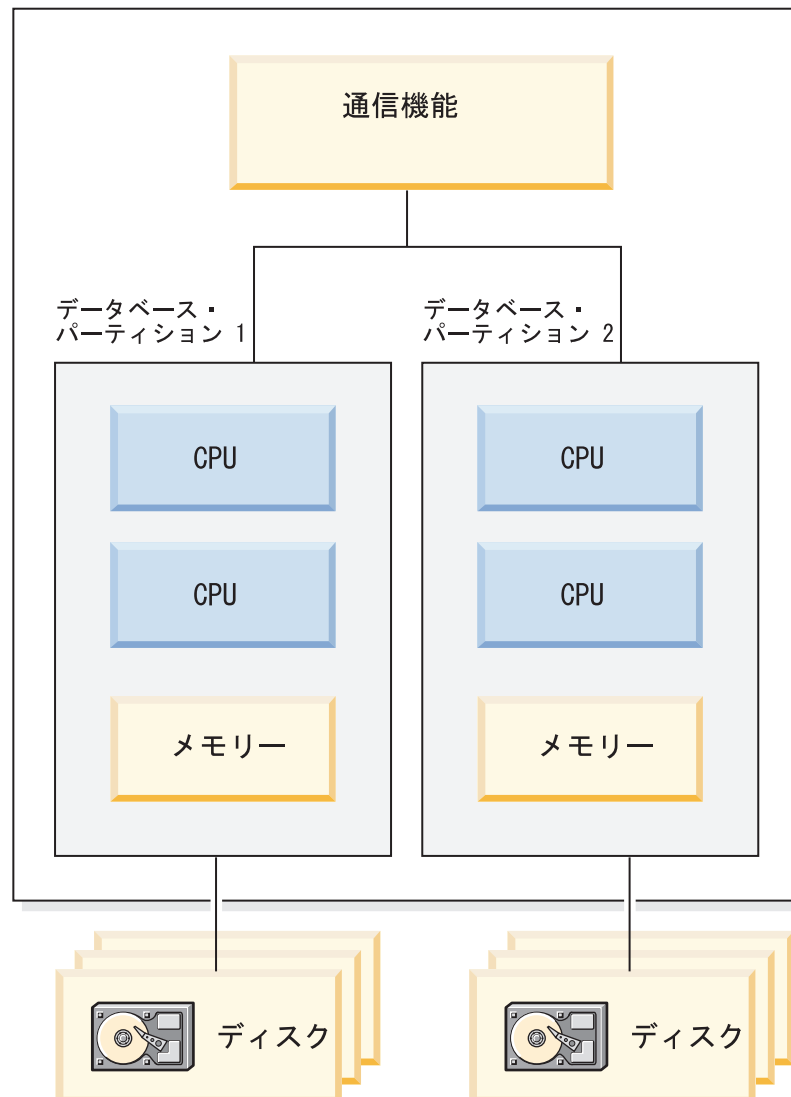 通信機能
データベース・
パーティション 1
データベース・
パーティション 2
CPU
CPU
CPU
CPU
メモリー
メモリー
ディスク
ディスク